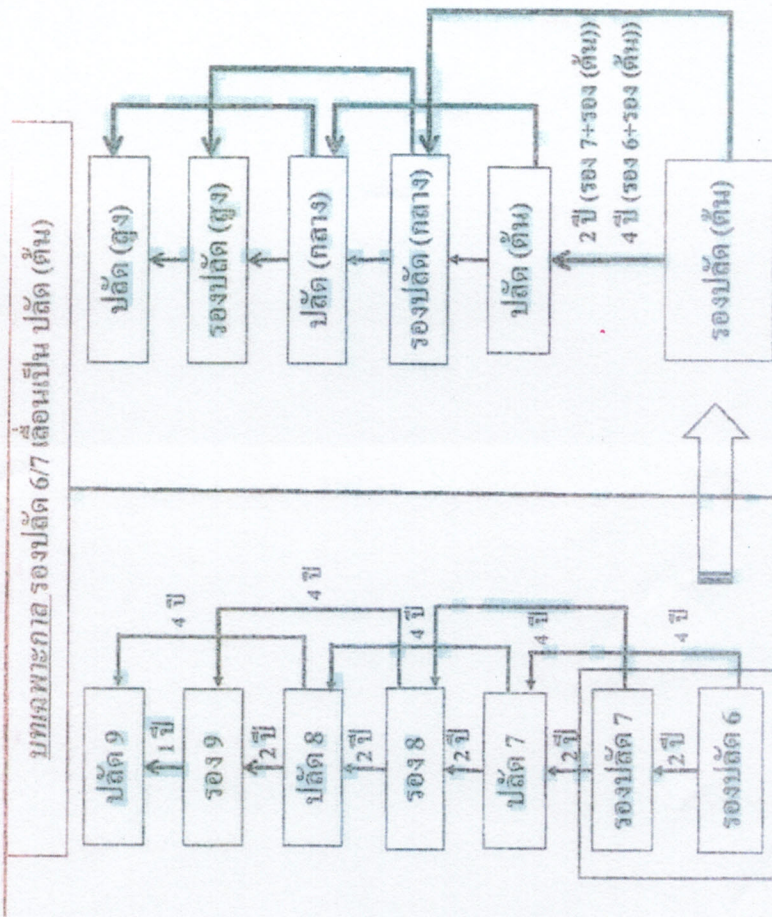 บทเฉพาะกาล รองปลัด 6/7 เลื่อนเป็น ปลัด (ต้น)
ปลัด 9
1 ปี
4 ปี
รอง 9
2 ปี
4 ปี
ปลัด 8
2 ปี
4 ปี
รอง 8
2 ปี
ปลัด 7
2 ปี
4 ปี
รองปลัด 7
2 ปี
4 ปี
รองปลัด 6
ปลัด (สูง)
รองปลัด (สูง)
ปลัด (กลาง)
รองปลัด (กลาง)
ปลัด (ต้น)
2 ปี (รอง 7+รอง (ต้น))
4 ปี (รอง 6+รอง (ต้น))
รองปลัด (ต้น)